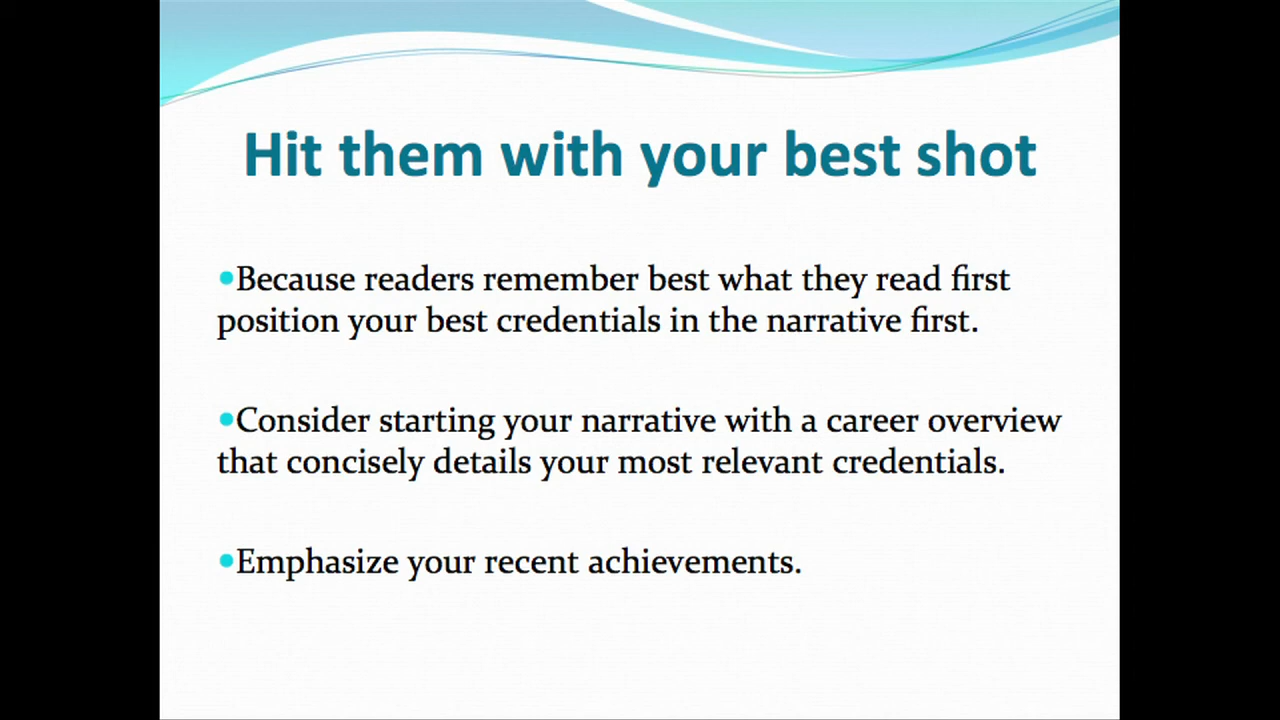 Hit them with your best shot
•Because readers remember best what they read first
position your best credentials in the narrative first.
•Consider starting your narrative with a career overview
that concisely details your most relevant credentials.
•Emphasize your recent achievements.